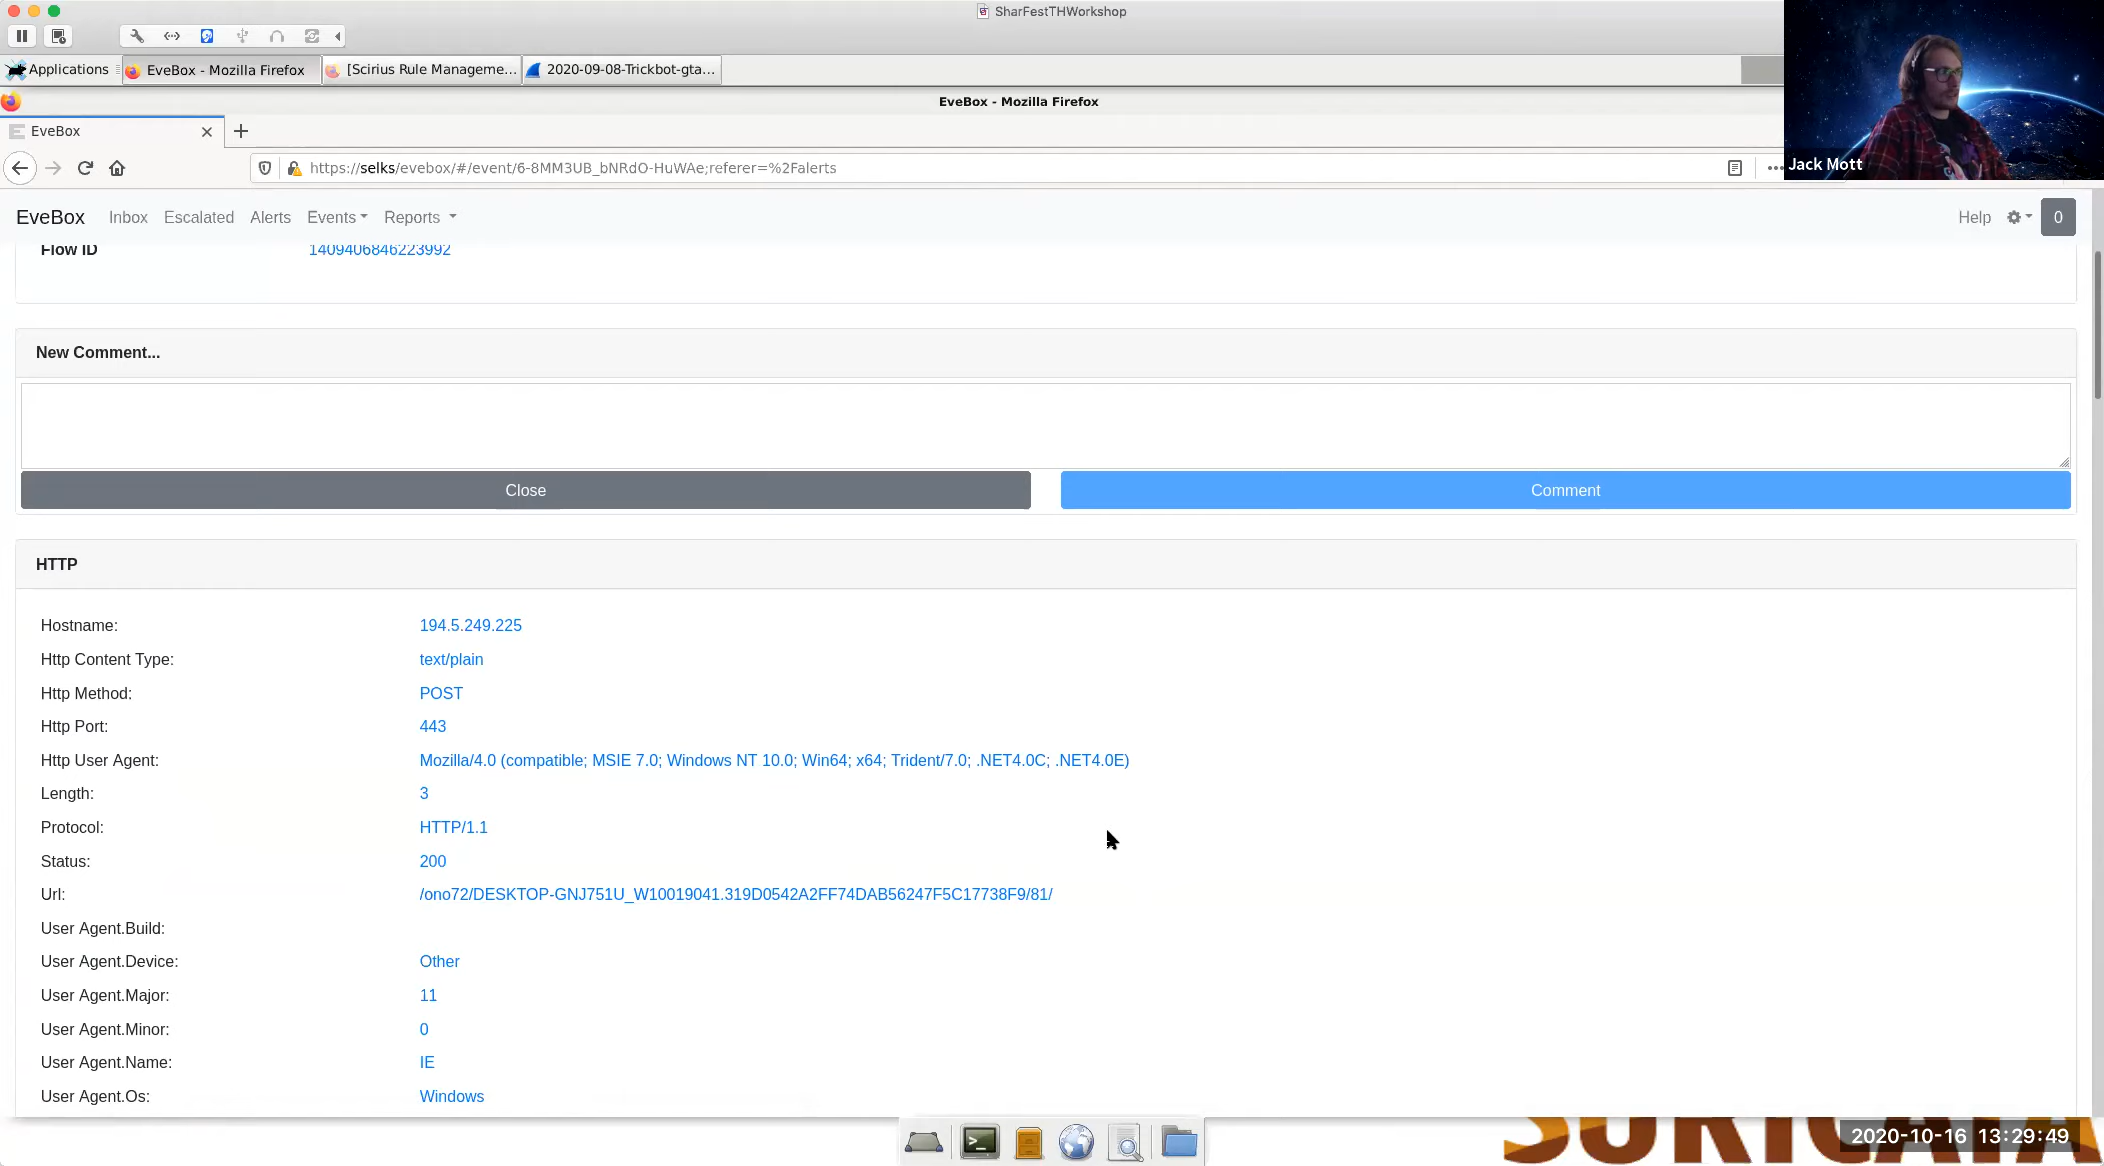 SharFestTHWorkshop
Applications
EveBox - Mozilla Firefox
[Scirius Rule Manageme...
2020-09-08-Trickbot-gta...
EveBox - Mozilla Firefox
EveBox
https://selks/evebox/#/event/6-8MM3UB_bNRdO-HuWAe;referer=%2Falerts
Jack Mott
EveBox Inbox Escalated Alerts Events Reports Help 0
Flow ID 1409406846223992
New Comment...
Close Comment
HTTP
Hostname: 194.5.249.225
Http Content Type: text/plain
Http Method: POST
Http Port: 443
Http User Agent: Mozilla/4.0 (compatible; MSIE 7.0; Windows NT 10.0; Win64; x64; Trident/7.0; .NET4.0C; .NET4.0E)
Length: 3
Protocol: HTTP/1.1
Status: 200
Url: /ono72/DESKTOP-GNJ751U_W10019041.319D0542A2FF74DAB56247F5C17738F9/81/
User Agent.Build:
User Agent.Device: Other
User Agent.Major: 11
User Agent.Minor: 0
User Agent.Name: IE
User Agent.Os: Windows
SURICATA
2020-10-16 13:29:49